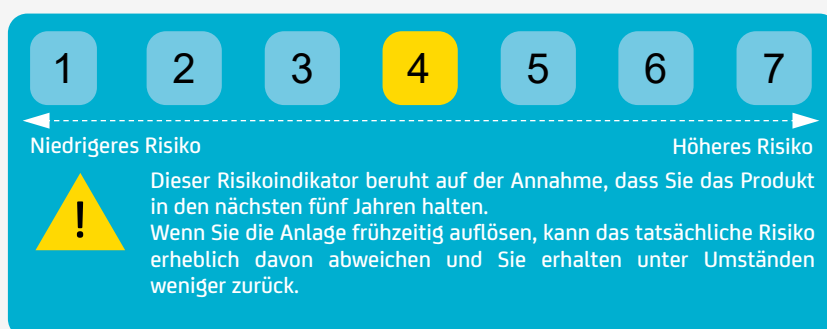 1 2 3 4 5 6 7
Niedrigeres Risiko Höheres Risiko
!
Dieser Risikoindikator beruht auf der Annahme, dass Sie das Produkt
in den nächsten fünf Jahren halten.
Wenn Sie die Anlage frühzeitig auflösen, kann das tatsächliche Risiko
erheblich davon abweichen und Sie erhalten unter Umständen
weniger zurück.